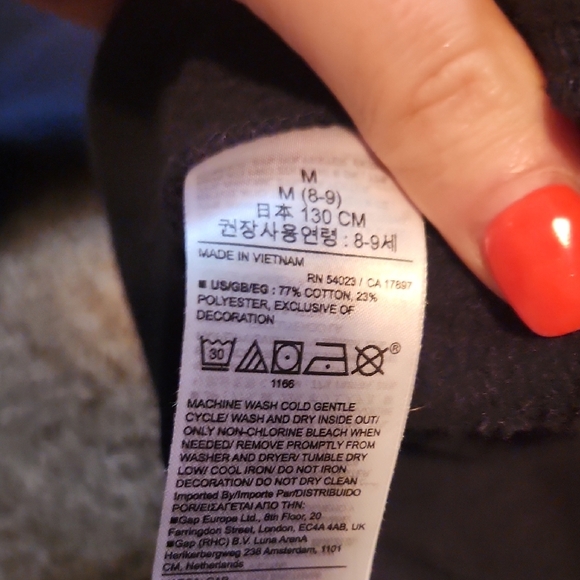 M
M (8-9)
日本 130 CM
권장사용연령 : 8-9세
MADE IN VIETNAM
RN 54023 / CA 17897
■ US/GB/EG : 77% COTTON, 23%
POLYESTER, EXCLUSIVE OF
DECORATION
30
®
1166
MACHINE WASH COLD GENTLE
CYCLE/ WASH AND DRY INSIDE OUT/
ONLY NON-CHLORINE BLEACH WHEN
NEEDED/ REMOVE PROMPTLY FROM
WASHER AND DRYER/ TUMBLE DRY
LOW/ COOL IRON/ DO NOT IRON
DECORATION/ DO NOT DRY CLEAN
Imported By/Importe Par/DISTRIBUIDO
POR/ΕΙΣΑΓΕΤΑΙ ΑΠΟ ΤΗΝ:
■Gap Europe Ltd., 8th Floor, 20
Farringdon Street, London, EC4A 4AB, UK
■Gap (RHC) B.V. Luna ArenA
Herikerbergweg 238 Amsterdam, 1101
CM, Netherlands